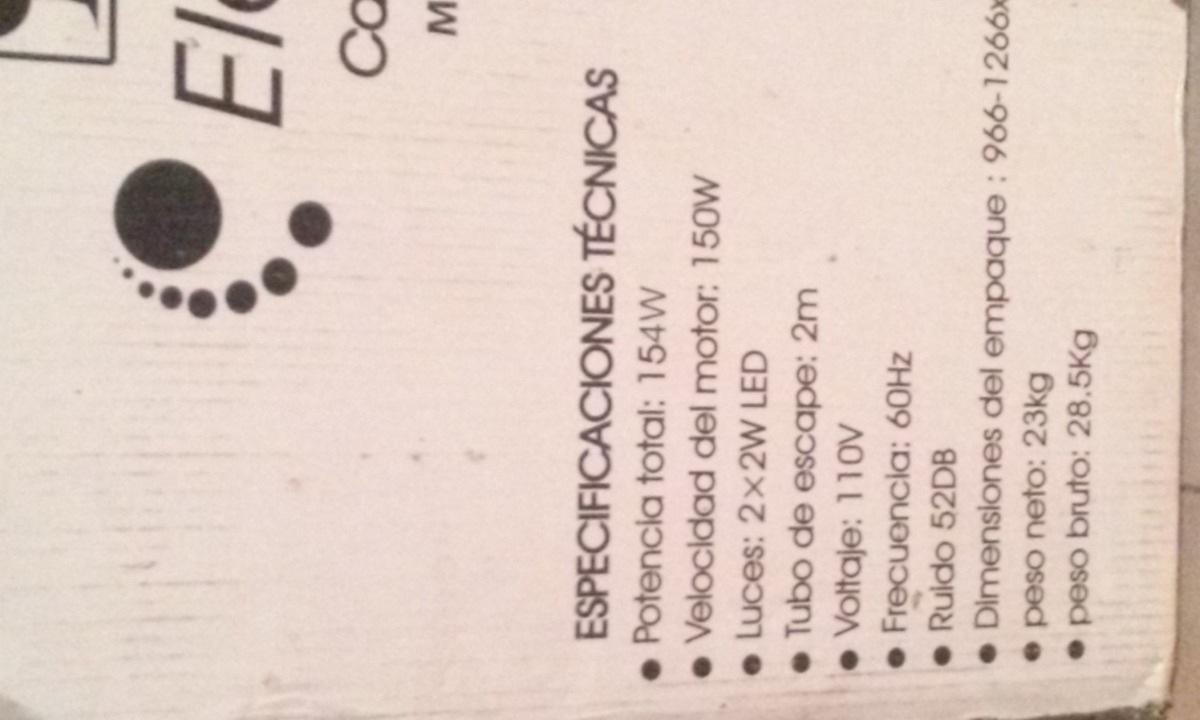 ESPECIFICACIONES TÉCNICAS
Potencia total: 154W
Velocidad del motor: 150W
Luces: 2×2W LED
Tubo de escape: 2m
Voltaje: 110V
Frecuencia: 60Hz
Ruido 52DB
Dimensiones del empaque : 966-1266x
peso neto: 23kg
peso bruto: 28.5Kg